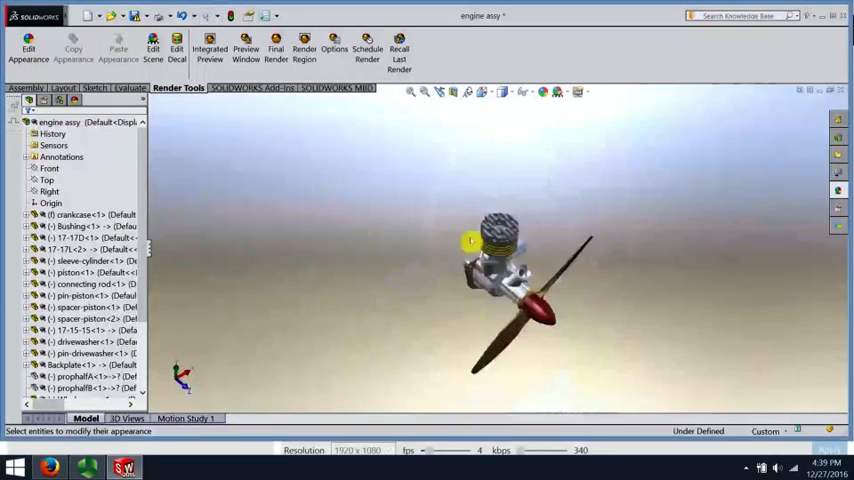 SOLIDWORKS
engine assy *
Search Knowledge Base
Edit Appearance
Copy Appearance
Paste Appearance
Edit Scene
Edit Decal
Integrated Preview
Preview Window
Final Render
Render Region
Options
Schedule Render
Recall Last Render
Assembly Layout Sketch Evaluate Render Tools SOLIDWORKS Add-Ins SOLIDWORKS MBD
engine assy (Default<Displa
History
Sensors
Annotations
Front
Top
Right
Origin
(f) crankcase<1> (Default
(-) Bushing<1> -> (Defaul
(-) 17-17D<1> (Default<
17-17L<2> -> (Default<
(-) sleeve-cylinder<1> (D
(-) piston<1> (Default<
(-) connecting rod<1> (D
(-) pin-piston<1> (Defaul
(-) spacer-piston<1> (De
(-) spacer-piston<2> (De
(-) 17-15-15<1> (Default
(-) drivewasher<1> (Def
(-) pin-drivewasher<1> (
Backplate<1> (Default
(-) prophalfA<1>->? (Def
(-) prophalfB<1>->? (Def
Model 3D Views Motion Study 1
Select entities to modify their appearance
Under Defined
Custom
Resolution 1920 x 1080 fps 4 kbps 340
4:39 PM
12/27/2016